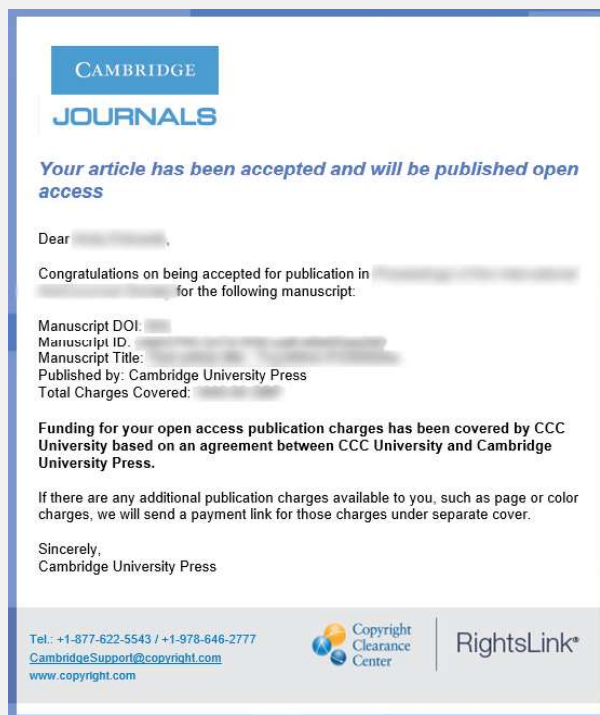 CAMBRIDGE
JOURNALS
Your article has been accepted and will be published open
access
Dear
,
Congratulations on being accepted for publication in
for the following manuscript:
Manuscript DOI:
Manuscript ID:
Manuscript Title:
Published by: Cambridge University Press
Total Charges Covered:
Funding for your open access publication charges has been covered by CCC
University based on an agreement between CCC University and Cambridge
University Press.
If there are any additional publication charges available to you, such as page or color
charges, we will send a payment link for those charges under separate cover.
Sincerely,
Cambridge University Press
Tel.: +1-877-622-5543 / +1-978-646-2777
CambridgeSupport@copyright.com
www.copyright.com
Copyright
Clearance
Center
RightsLink®